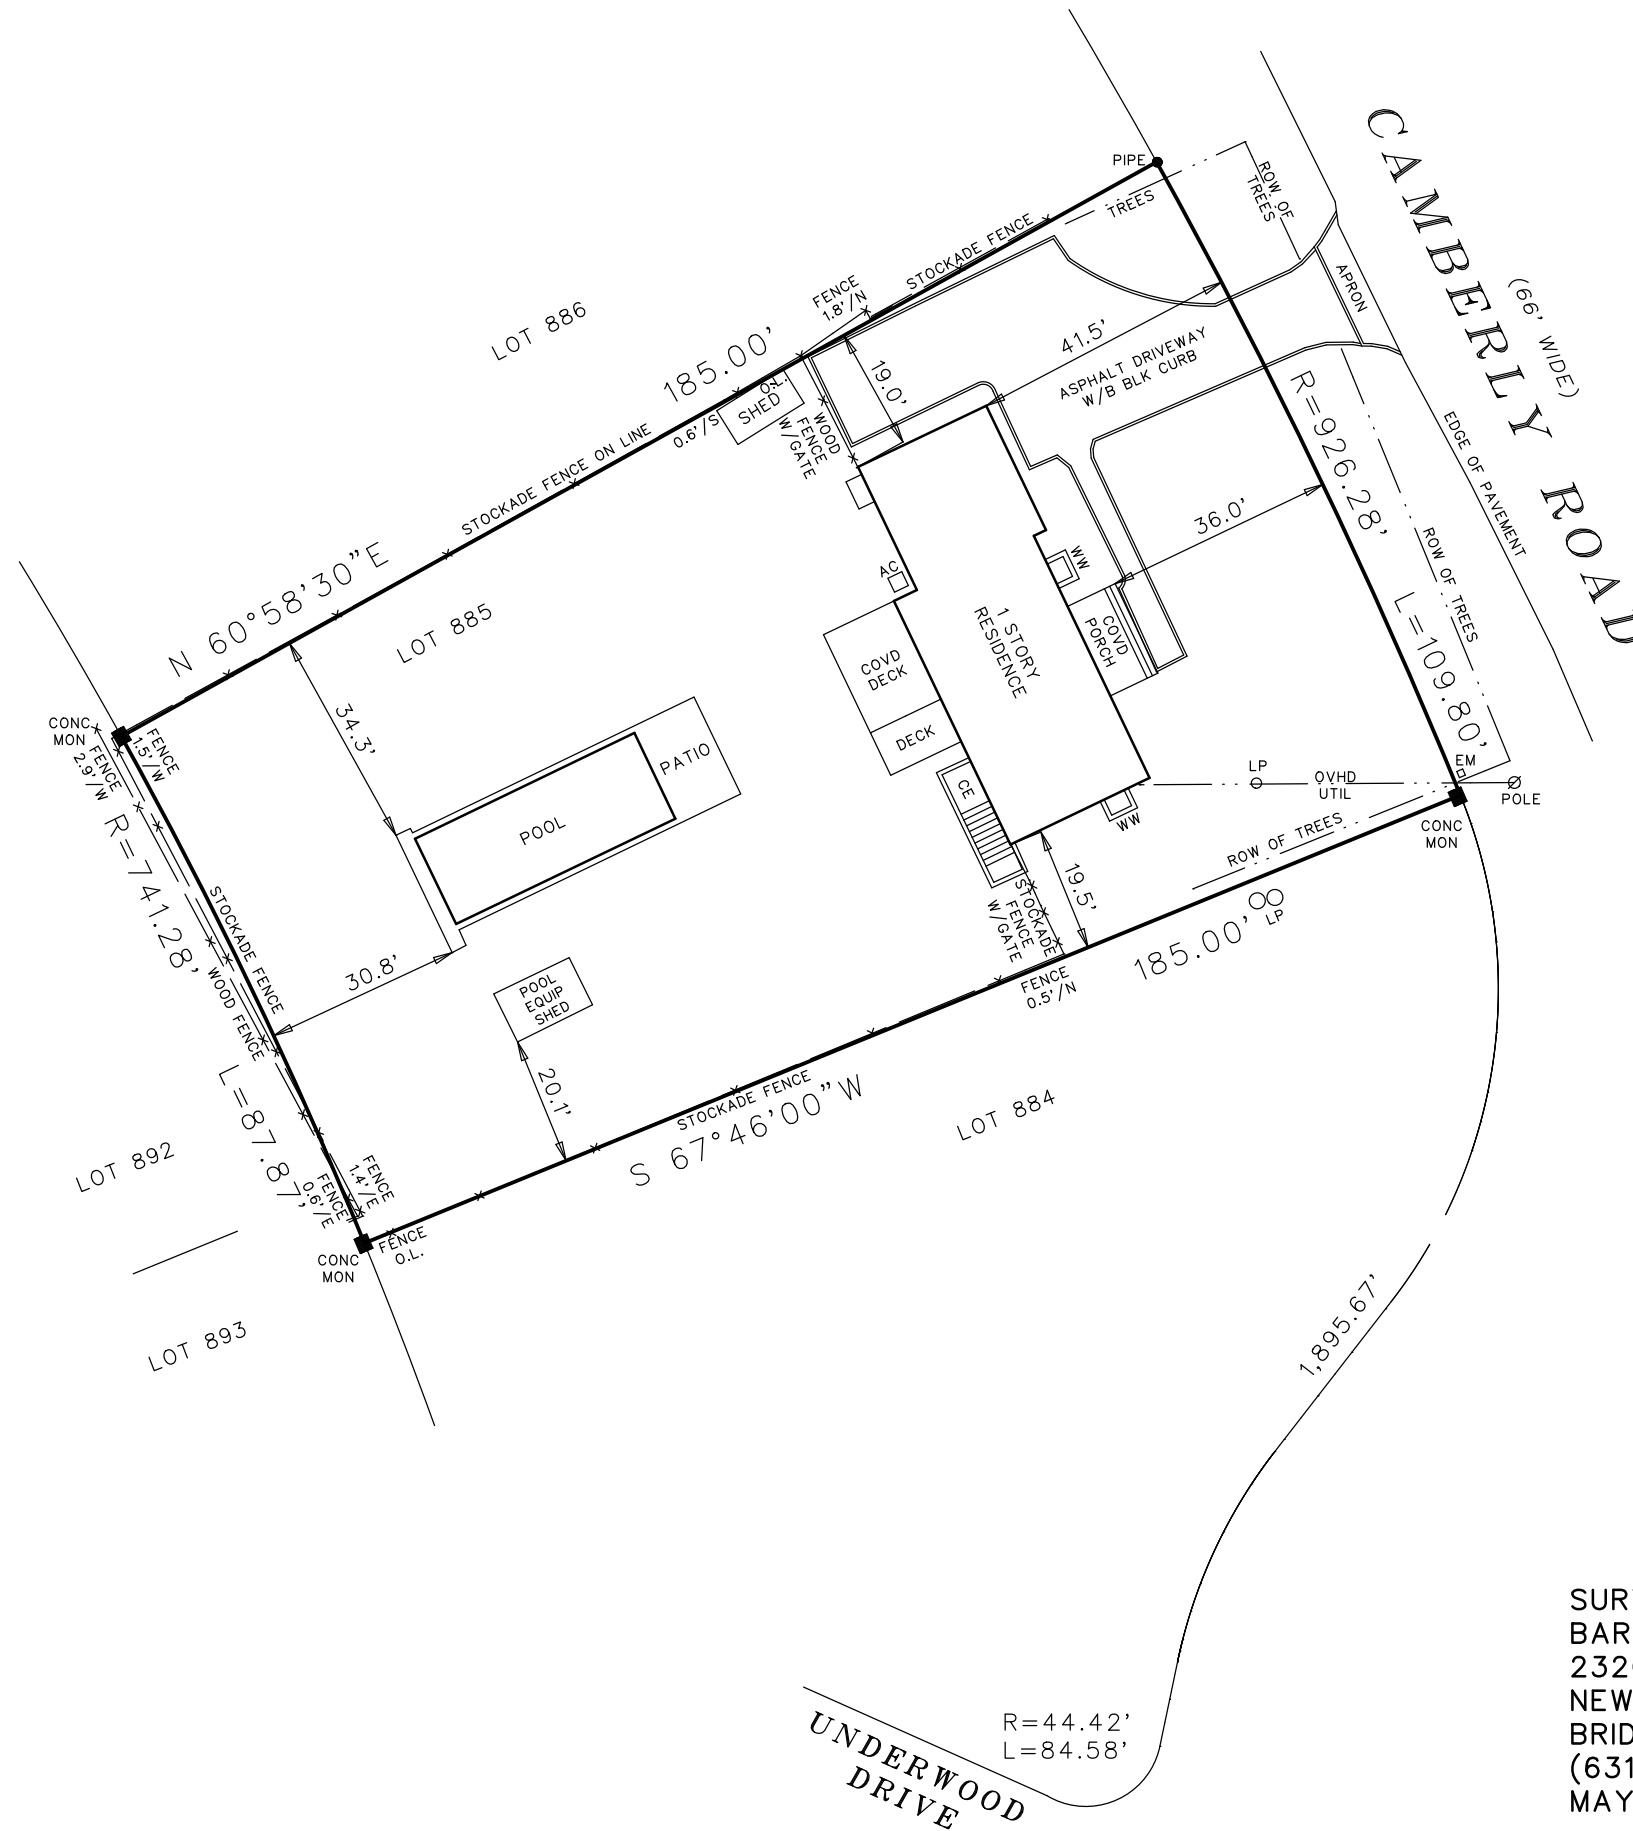 CAMBERLY ROAD
(66' WIDE)
PIPE
TREES
ROW OF
TREES
APRON
STOCKADE FENCE
FENCE
1.8'/N
LOT 886
185.00'
41.5'
ASPHALT DRIVEWAY
W/B BLK CURB
19.0'
O.L.
SHED
0.6'/S
WOOD
FENCE
W/GATE
R=926.28'
EDGE OF PAVEMENT
STOCKADE FENCE ON LINE
36.0'
ROW OF TREES
N 60°58'30"E
LOT 885
AC
WW
1 STORY
RESIDENCE
COVD
PORCH
L=109.80'
COVD
DECK
DECK
CE
34.3'
CONC
MON
FENCE
1.5'/W
FENCE
2.9'/W
PATIO
POOL
LP
OVHD
UTIL
EM
POLE
WW
CONC
MON
ROW OF TREES
R=741.28'
STOCKADE FENCE
WOOD FENCE
30.8'
19.5'
STOCKADE
FENCE
W/GATE
185.00'
LP
FENCE
0.5'/N
POOL
EQUIP
SHED
20.1'
L=87.87'
STOCKADE FENCE
S 67°46'00"W
LOT 884
LOT 892
FENCE
1.4'/E
FENCE
0.6'/E
FENCE
O.L.
CONC
MON
LOT 893
1,895.67'
R=44.42'
L=84.58'
UNDERWOOD
DRIVE
SUR
BAR
232
NEW
BRID
(631
MAY